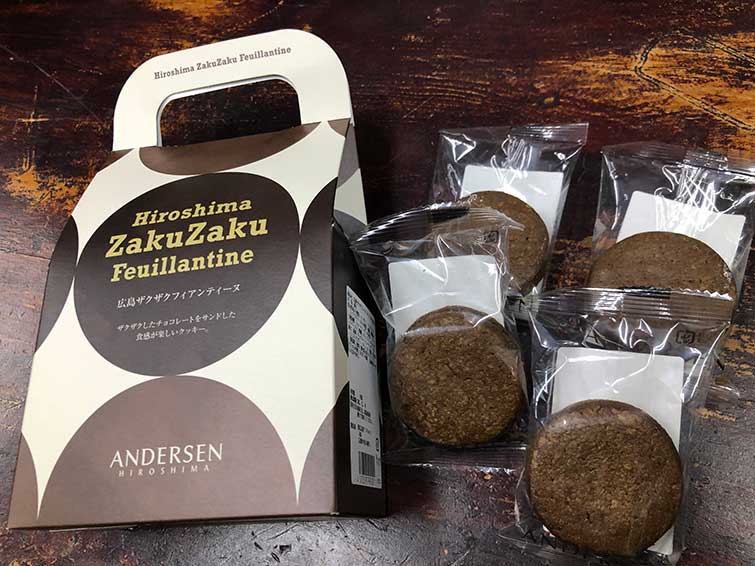 Hiroshima ZakuZaku Feuillantine
Hiroshima
ZakuZaku
Feuillantine
広島ザクザクフィアンティーヌ
ザクザクしたチョコレートをサンドした
食感が楽しいクッキー。
ANDERSEN
HIROSHIMA